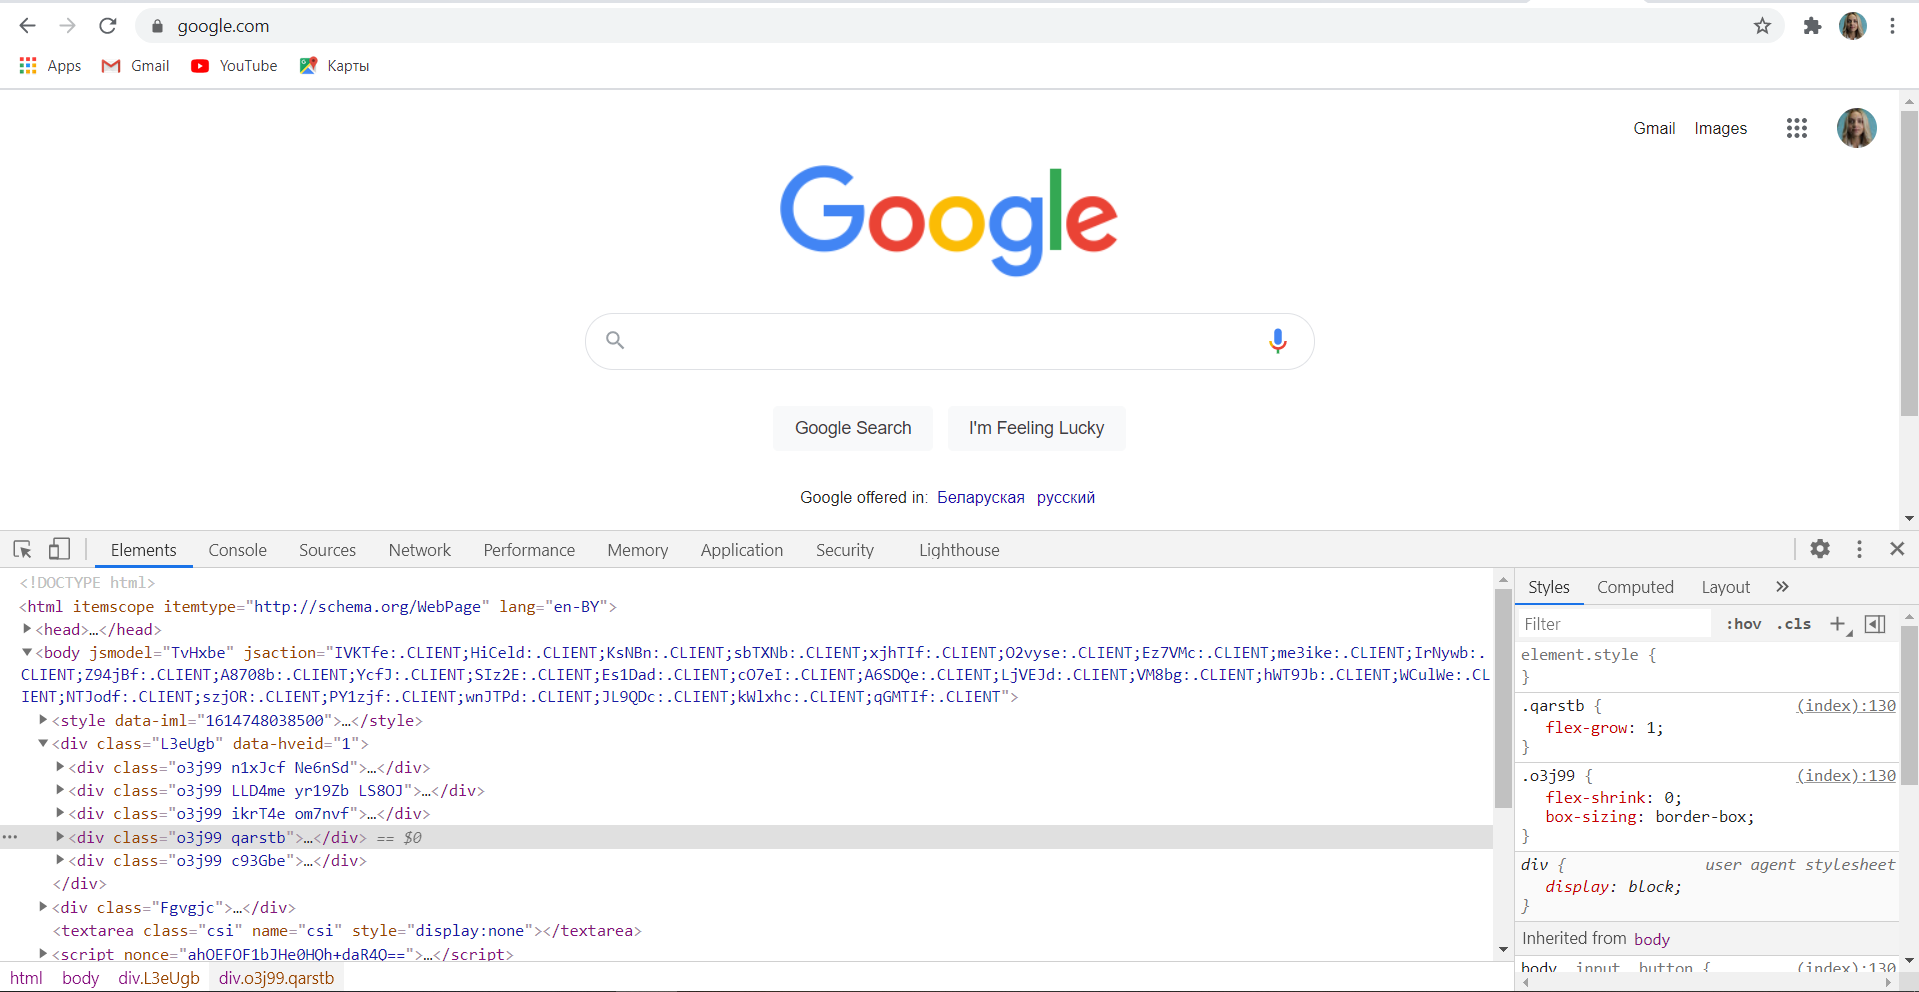 google.com
Apps Gmail YouTube Карты
Gmail Images
Google
Google Search I'm Feeling Lucky
Google offered in: Беларуская русский
Elements Console Sources Network Performance Memory Application Security Lighthouse
<!DOCTYPE html>
<html itemscope itemtype="http://schema.org/WebPage" lang="en-BY">
<head>…</head>
<body jsmodel="TvHxbe" jsaction="IVKTfe:.CLIENT;HiCeld:.CLIENT;KsNBn:.CLIENT;sbTXNb:.CLIENT;xjhTIf:.CLIENT;O2vyse:.CLIENT;Ez7VMc:.CLIENT;me3ike:.CLIENT;IrNywb:.
CLIENT;Z94jBf:.CLIENT;A8708b:.CLIENT;YcfJ:.CLIENT;SIz2E:.CLIENT;Es1Dad:.CLIENT;cO7eI:.CLIENT;A6SDQe:.CLIENT;LjVEJd:.CLIENT;VM8bg:.CLIENT;hWT9Jb:.CLIENT;WCulWe:.CL
IENT;NTJodf:.CLIENT;szjOR:.CLIENT;PY1zjf:.CLIENT;wnJTPd:.CLIENT;JL9QDc:.CLIENT;kWlxhc:.CLIENT;qGMTIf:.CLIENT">
<style data-iml="1614748038500">…</style>
<div class="L3eUgb" data-hveid="1">
<div class="o3j99 n1xJcf Ne6nSd">…</div>
<div class="o3j99 LLD4me yr19Zb LS8OJ">…</div>
<div class="o3j99 ikrT4e om7nvf">…</div>
… <div class="o3j99 qarstb">…</div> == $0
<div class="o3j99 c93Gbe">…</div>
</div>
<div class="Fgvgjc">…</div>
<textarea class="csi" name="csi" style="display:none"></textarea>
<script nonce="ahOEFOF1bJHe0HQh+daR4Q==">…</script>
html body div.L3eUgb div.o3j99.qarstb
Styles Computed Layout »
Filter :hov .cls +
element.style {
}
.qarstb { (index):130
flex-grow: 1;
}
.o3j99 { (index):130
flex-shrink: 0;
box-sizing: border-box;
}
div { user agent stylesheet
display: block;
}
Inherited from body
body, input, button { (index):130